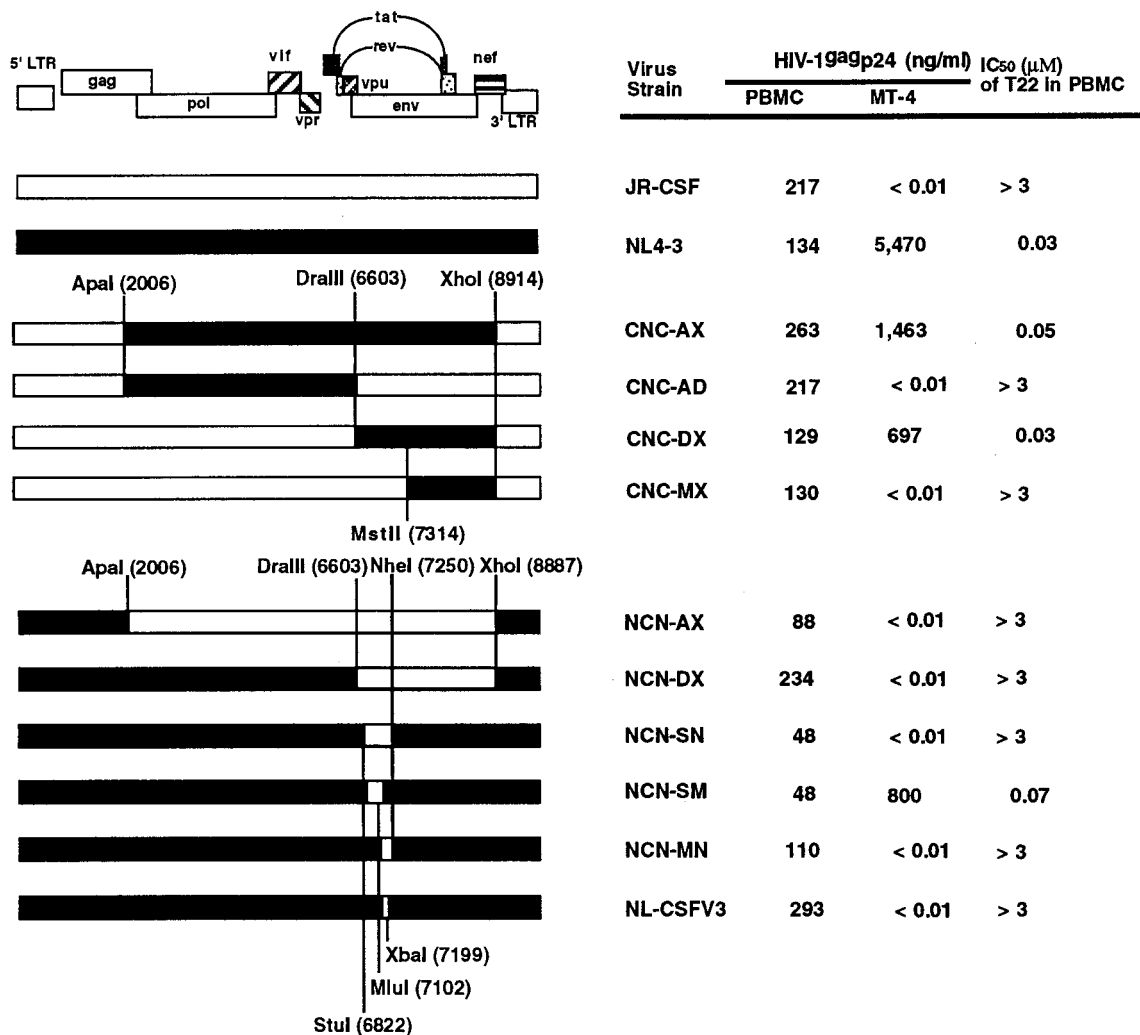 5' LTR
gag
pol
vif
vpr
tat
rev
vpu
env
nef
3' LTR
Virus Strain
HIV-1gagp24 (ng/ml)
PBMC MT-4
IC50 (μM) of T22 in PBMC
JR-CSF 217 < 0.01 > 3
NL4-3 134 5,470 0.03
ApaI (2006) DraIII (6603) XhoI (8914)
CNC-AX 263 1,463 0.05
CNC-AD 217 < 0.01 > 3
CNC-DX 129 697 0.03
CNC-MX 130 < 0.01 > 3
MstII (7314)
ApaI (2006) DraIII (6603) NheI (7250) XhoI (8887)
NCN-AX 88 < 0.01 > 3
NCN-DX 234 < 0.01 > 3
NCN-SN 48 < 0.01 > 3
NCN-SM 48 800 0.07
NCN-MN 110 < 0.01 > 3
NL-CSFV3 293 < 0.01 > 3
XbaI (7199)
MluI (7102)
StuI (6822)